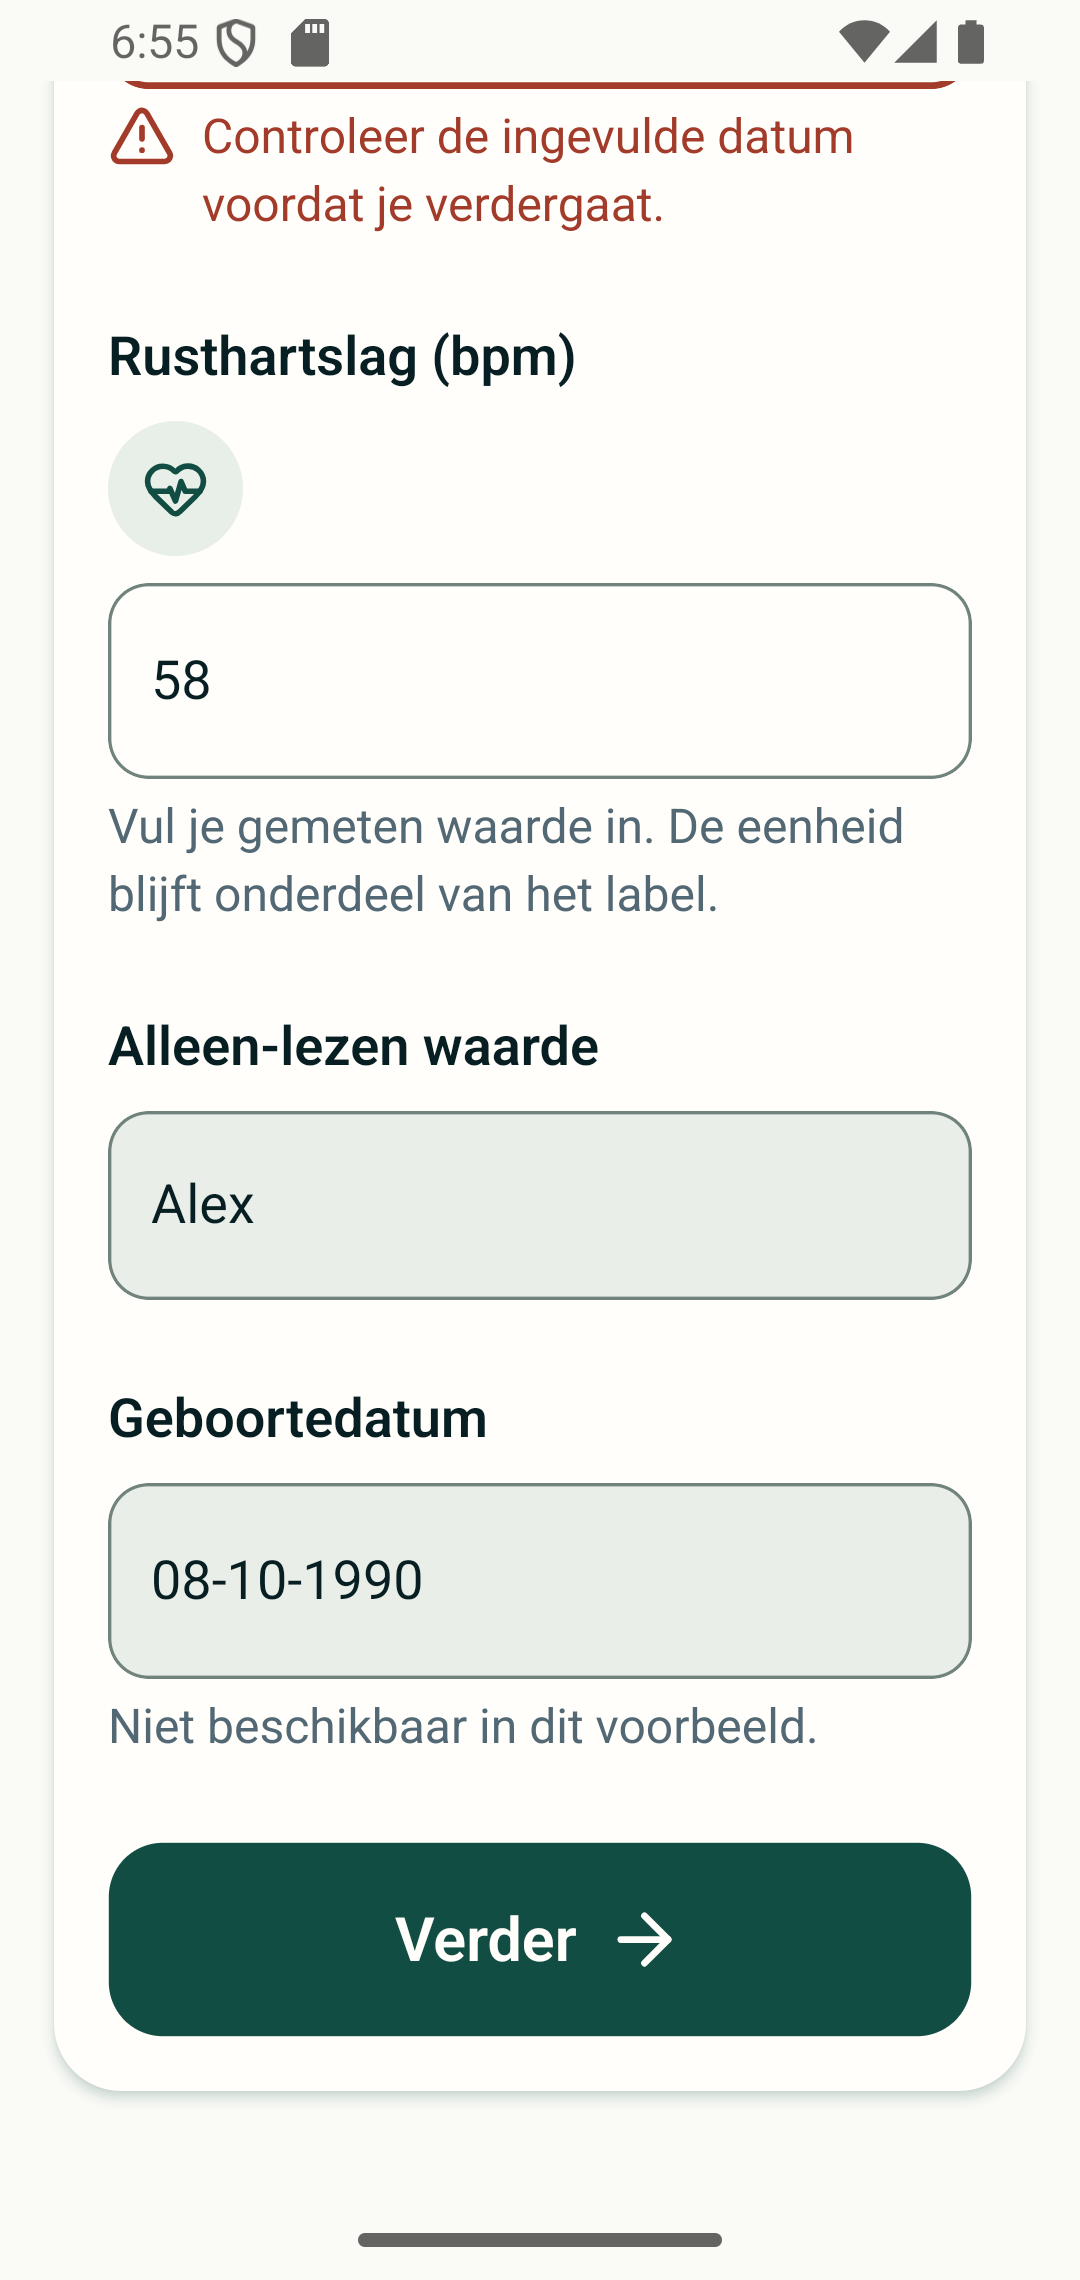 6:55
Controleer de ingevulde datum
voordat je verdergaat.
Rusthartslag (bpm)
58
Vul je gemeten waarde in. De eenheid
blijft onderdeel van het label.
Alleen-lezen waarde
Alex
Geboortedatum
08-10-1990
Niet beschikbaar in dit voorbeeld.
Verder